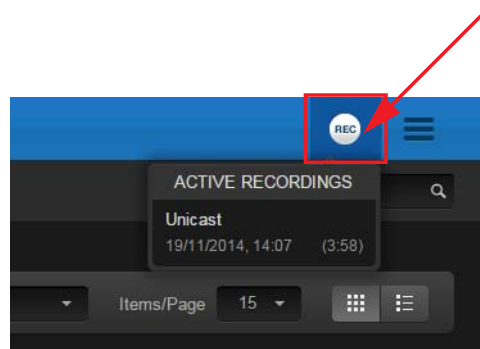 REC
ACTIVE RECORDINGS
Unicast
19/11/2014, 14:07 (3:58)
Items/Page 15